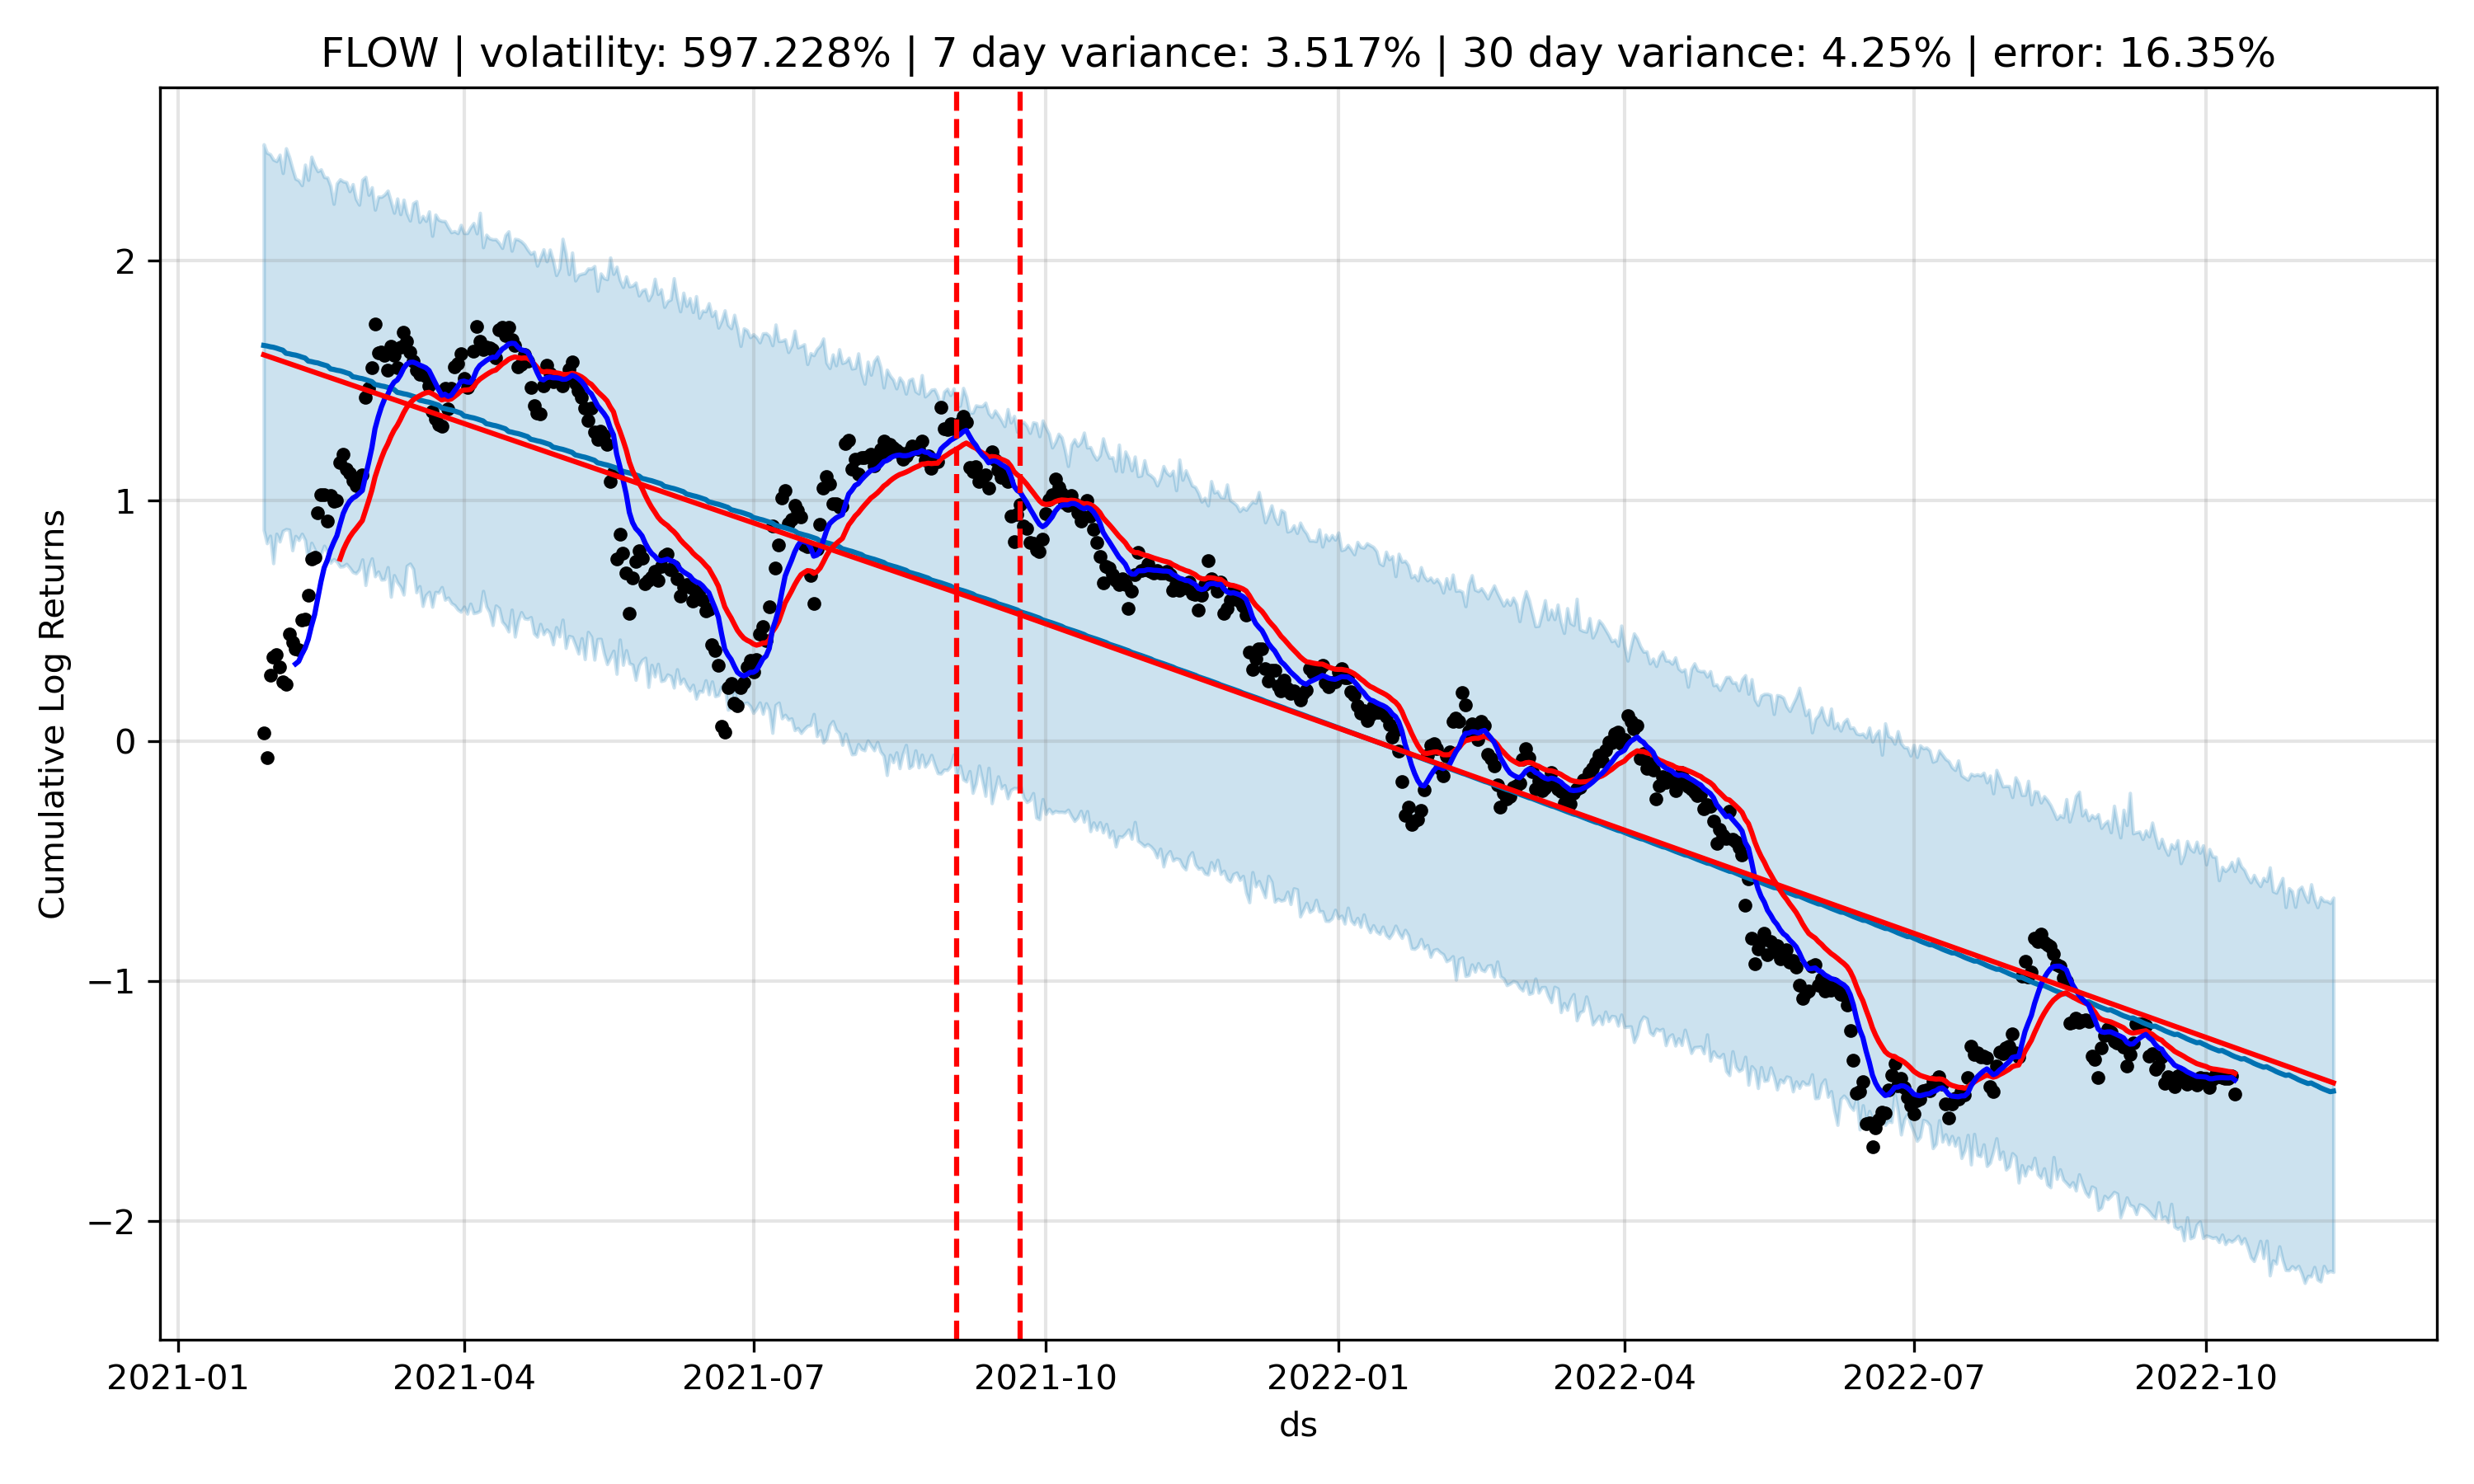 FLOW | volatility: 597.228% | 7 day variance: 3.517% | 30 day variance: 4.25% | error: 16.35%
Cumulative Log Returns
2
1
0
−1
−2
2021-01 2021-04 2021-07 2021-10 2022-01 2022-04 2022-07 2022-10
ds